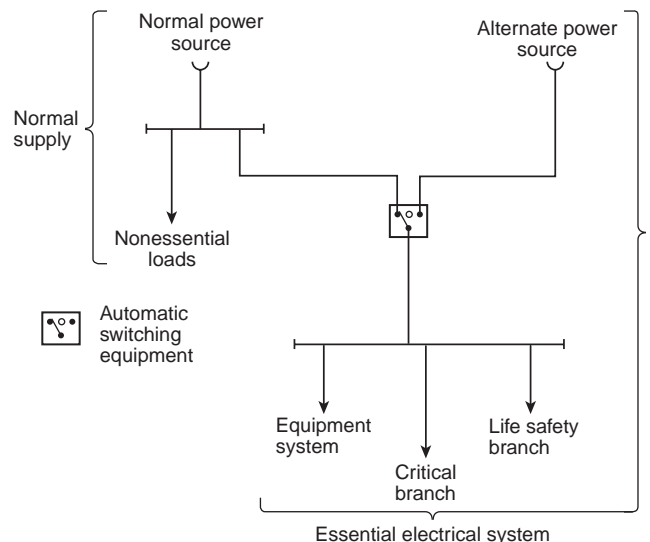 Normal power
source
Alternate power
source
Normal
supply
Nonessential
loads
Automatic
switching
equipment
Equipment
system
Critical
branch
Life safety
branch
Essential electrical system